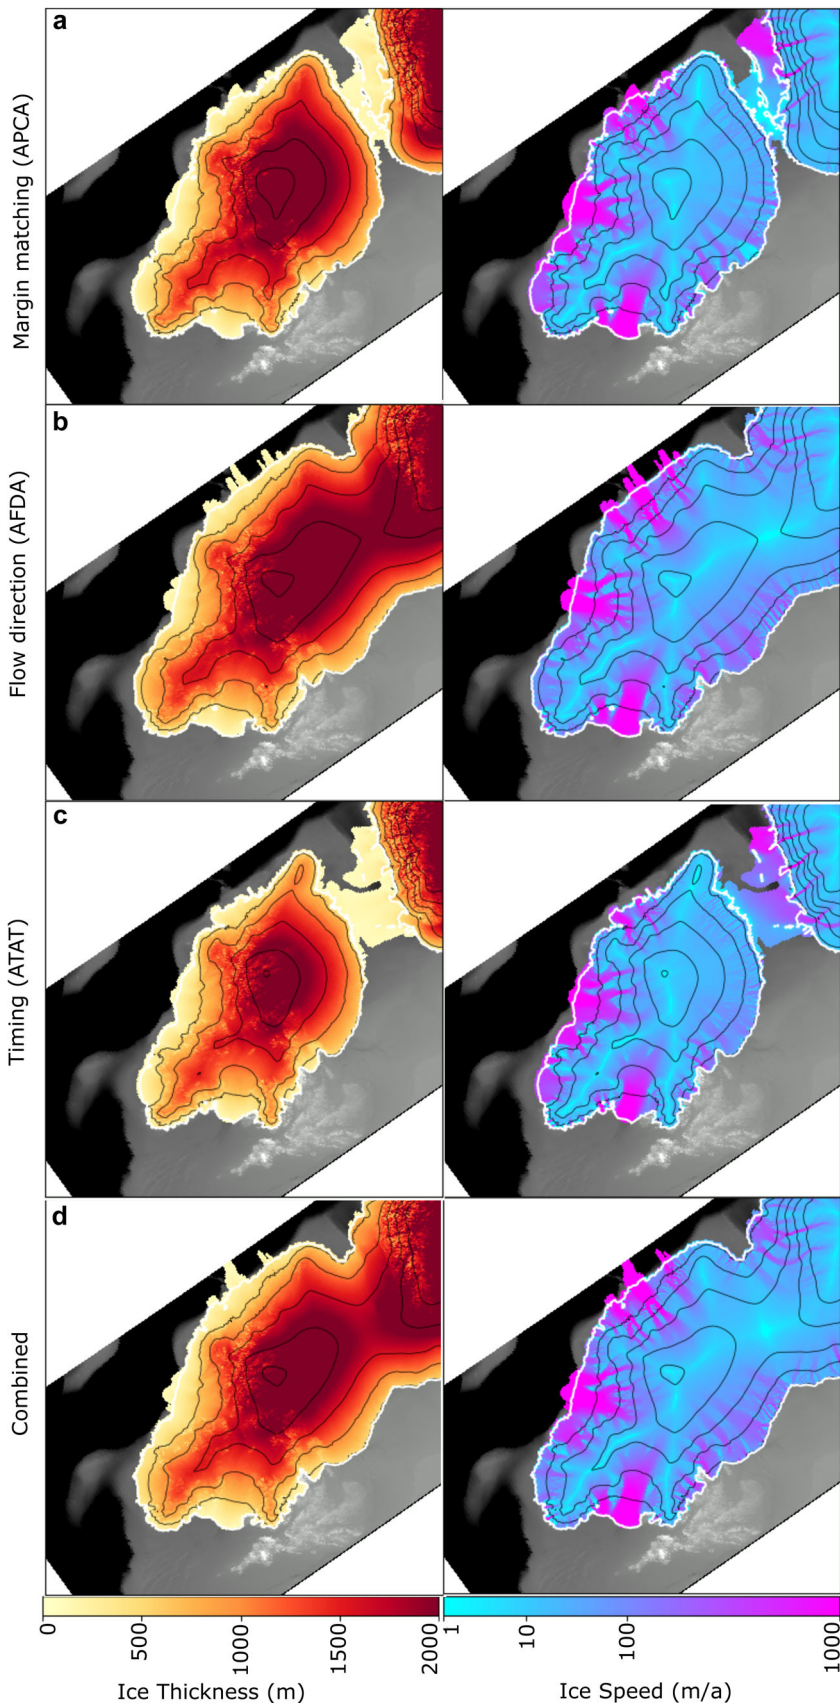 a
Margin matching (APCA)
b
Flow direction (AFDA)
c
Timing (ATAT)
d
Combined
0 500 1000 1500 2000
Ice Thickness (m)
1 10 100 1000
Ice Speed (m/a)